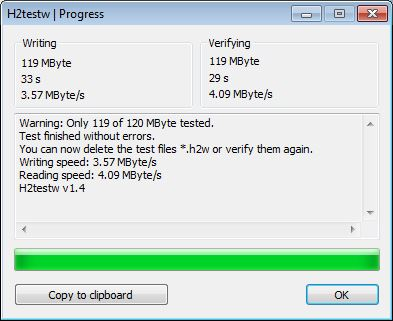 H2testw | Progress
Writing
119 MByte
33 s
3.57 MByte/s
Verifying
119 MByte
29 s
4.09 MByte/s
Warning: Only 119 of 120 MByte tested.
Test finished without errors.
You can now delete the test files *.h2w or verify them again.
Writing speed: 3.57 MByte/s
Reading speed: 4.09 MByte/s
H2testw v1.4
Copy to clipboard
OK